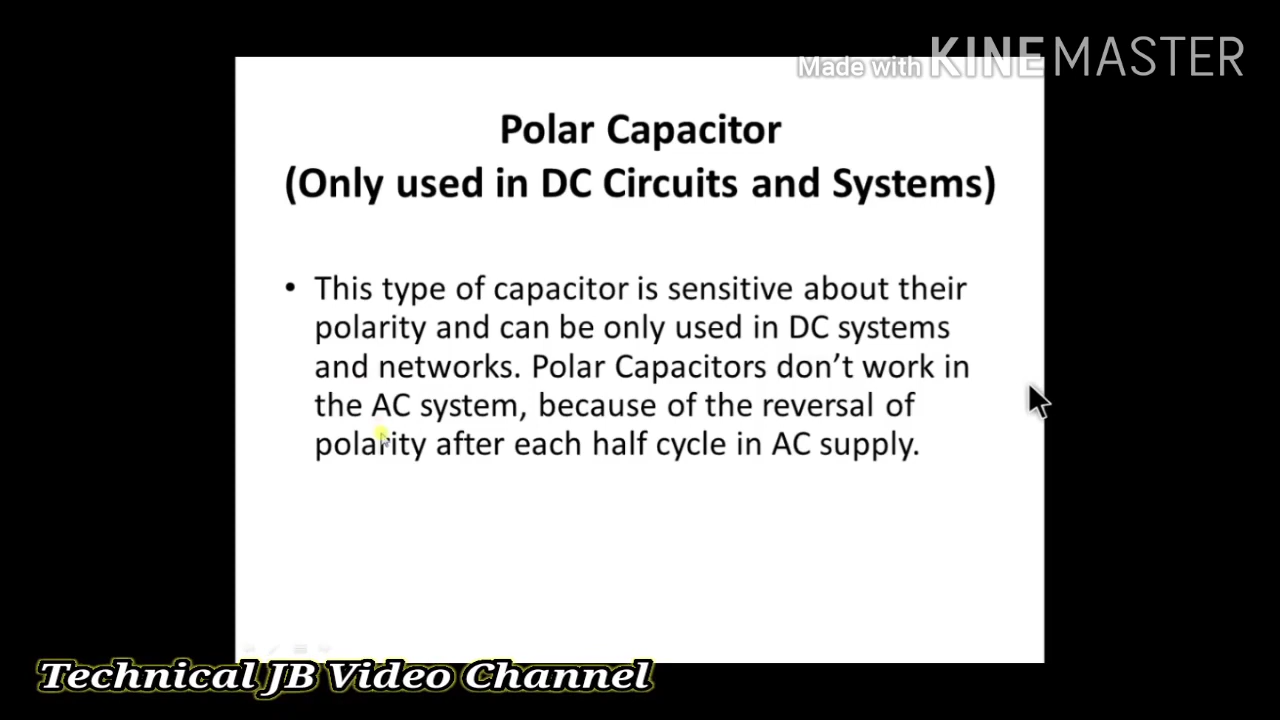 Made with KINEMASTER
Polar Capacitor
(Only used in DC Circuits and Systems)
• This type of capacitor is sensitive about their
polarity and can be only used in DC systems
and networks. Polar Capacitors don’t work in
the AC system, because of the reversal of
polarity after each half cycle in AC supply.
Technical JB Video Channel